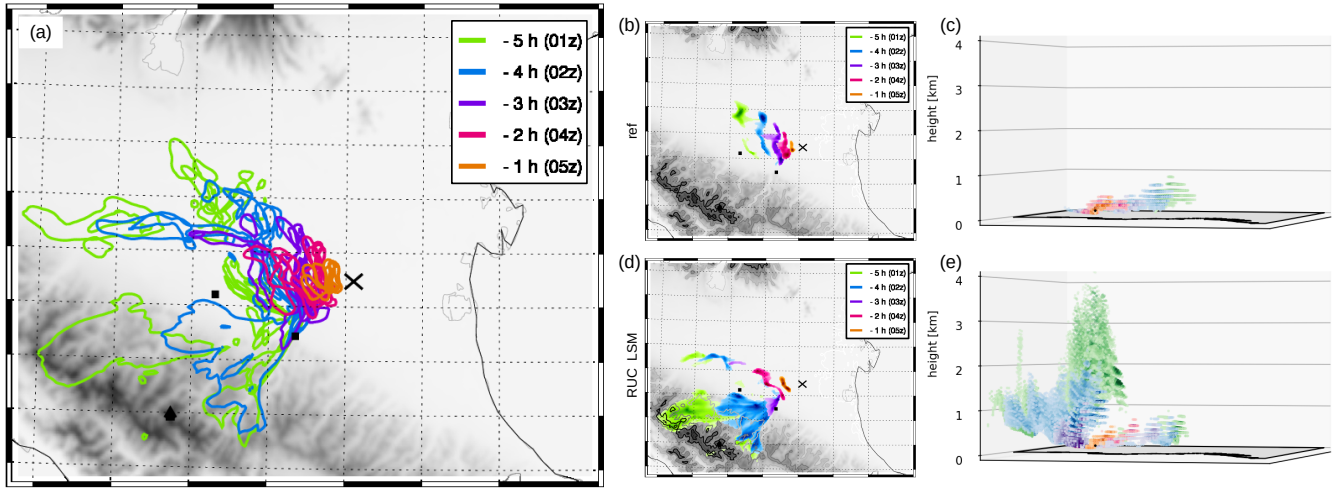 (a)
- 5 h (01z)
- 4 h (02z)
- 3 h (03z)
- 2 h (04z)
- 1 h (05z)
(b)
ref
- 5 h (01z)
- 4 h (02z)
- 3 h (03z)
- 2 h (04z)
- 1 h (05z)
(c)
height [km]
4
3
2
1
0
(d)
RUC LSM
- 5 h (01z)
- 4 h (02z)
- 3 h (03z)
- 2 h (04z)
- 1 h (05z)
(e)
height [km]
4
3
2
1
0